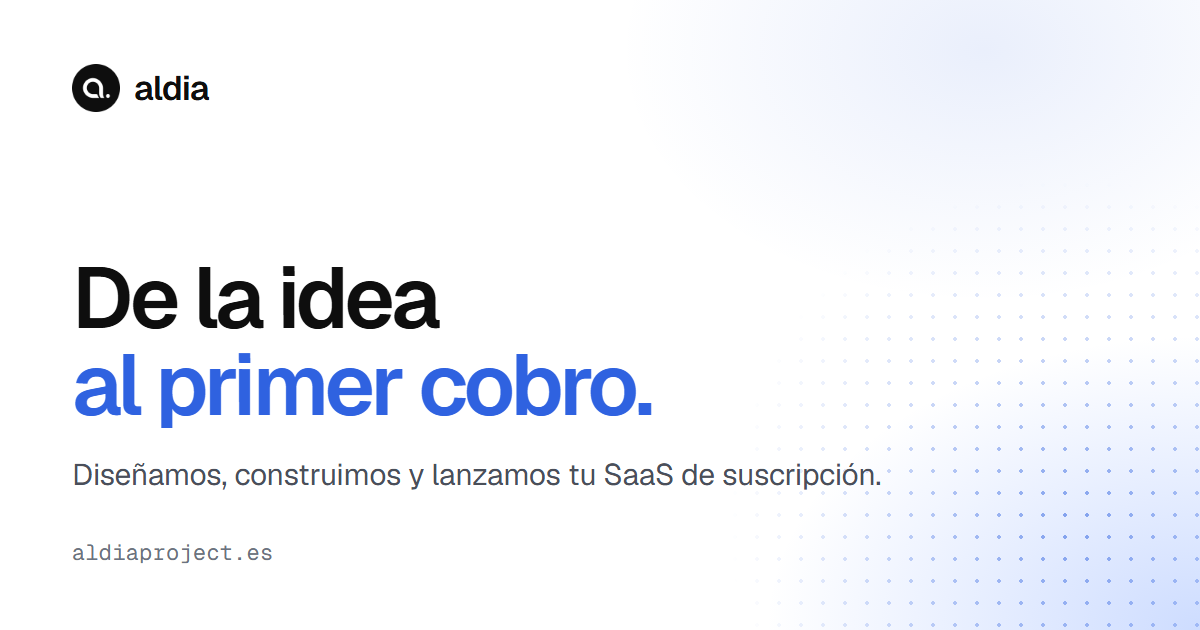 a. aldia
De la idea
al primer cobro.
Diseñamos, construimos y lanzamos tu SaaS de suscripción.
aldiaproject.es